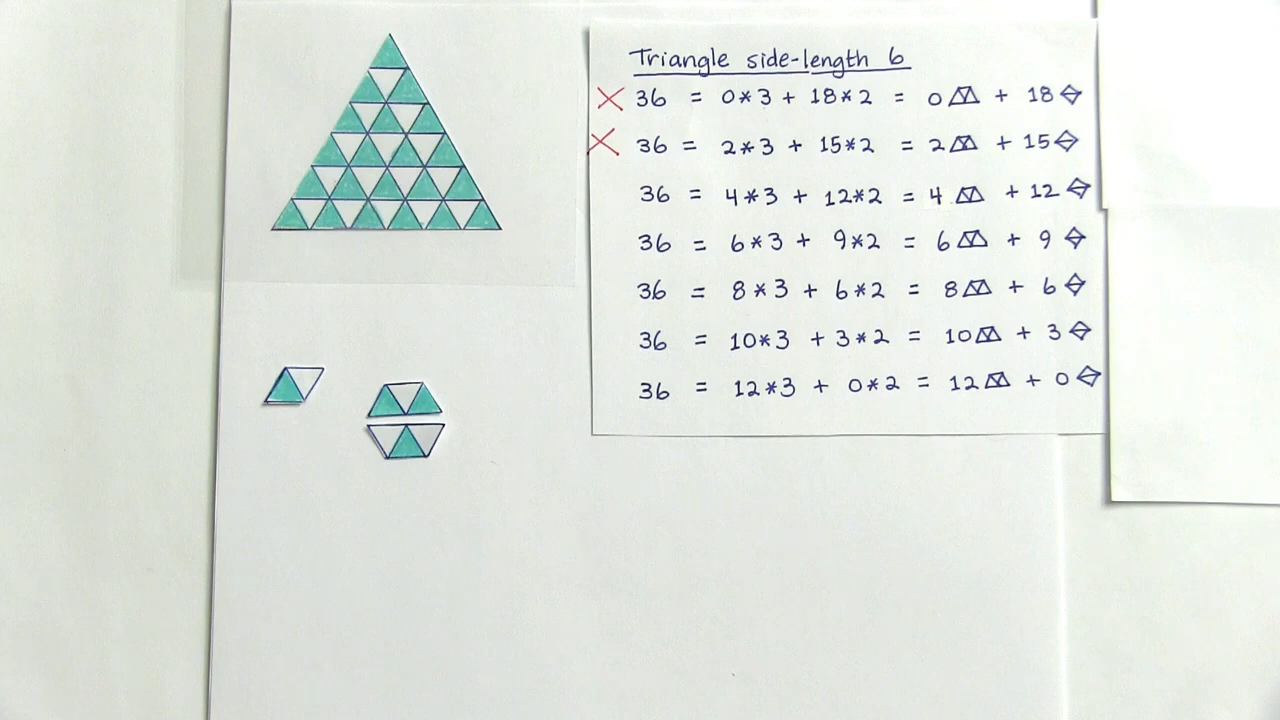 Triangle side-length 6
36 = 0*3 + 18*2 = 0 + 18
36 = 2*3 + 15*2 = 2 + 15
36 = 4*3 + 12*2 = 4 + 12
36 = 6*3 + 9*2 = 6 + 9
36 = 8*3 + 6*2 = 8 + 6
36 = 10*3 + 3*2 = 10 + 3
36 = 12*3 + 0*2 = 12 + 0